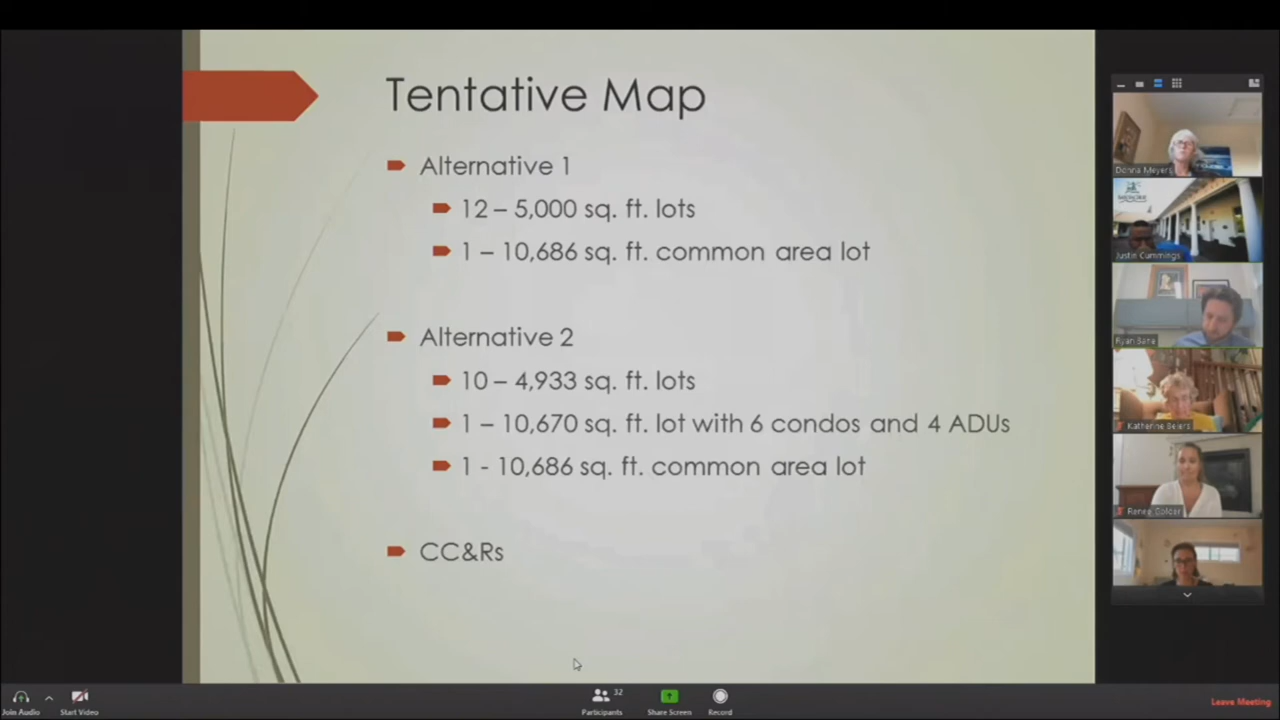 Tentative Map
Alternative 1
12 – 5,000 sq. ft. lots
1 – 10,686 sq. ft. common area lot
Alternative 2
10 – 4,933 sq. ft. lots
1 – 10,670 sq. ft. lot with 6 condos and 4 ADUs
1 - 10,686 sq. ft. common area lot
CC&Rs
Donna Meyers
Justin Cummings
Katherine Beiers
Renee Golder
Join Audio
Start Video
32
Participants
Share Screen
Record
Leave Meeting